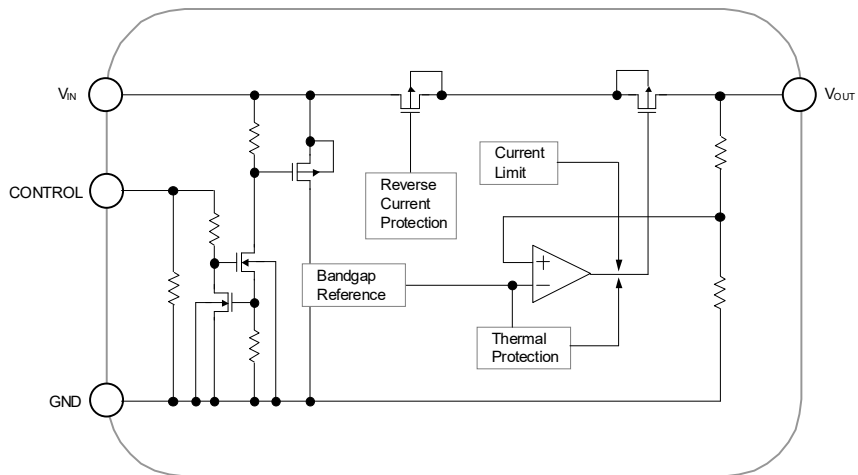 VIN
VOUT
CONTROL
GND
Reverse
Current
Protection
Current
Limit
Bandgap
Reference
+
−
Thermal
Protection